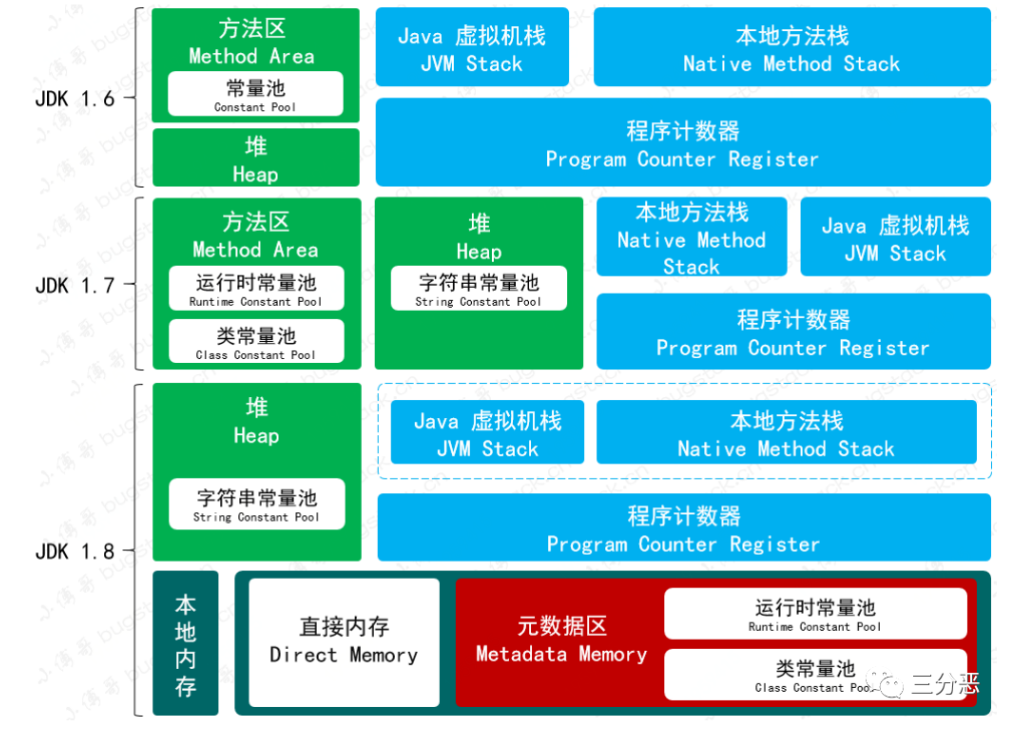 JDK 1.6
方法区
Method Area
常量池
Constant Pool
堆
Heap
Java 虚拟机栈
JVM Stack
本地方法栈
Native Method Stack
程序计数器
Program Counter Register
JDK 1.7
方法区
Method Area
运行时常量池
Runtime Constant Pool
类常量池
Class Constant Pool
堆
Heap
字符串常量池
String Constant Pool
本地方法栈
Native Method
Stack
Java 虚拟机栈
JVM Stack
程序计数器
Program Counter Register
JDK 1.8
堆
Heap
字符串常量池
String Constant Pool
Java 虚拟机栈
JVM Stack
本地方法栈
Native Method Stack
程序计数器
Program Counter Register
本地内存
直接内存
Direct Memory
元数据区
Metadata Memory
运行时常量池
Runtime Constant Pool
类常量池
Class Constant Pool
三分恶